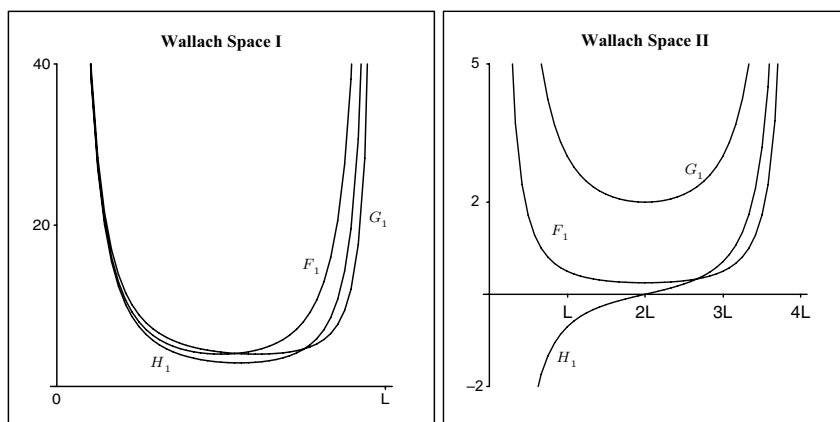 Wallach Space I
40
20
F₁
G₁
H₁
0
L
Wallach Space II
5
G₁
2
F₁
L
2L
3L
4L
H₁
−2